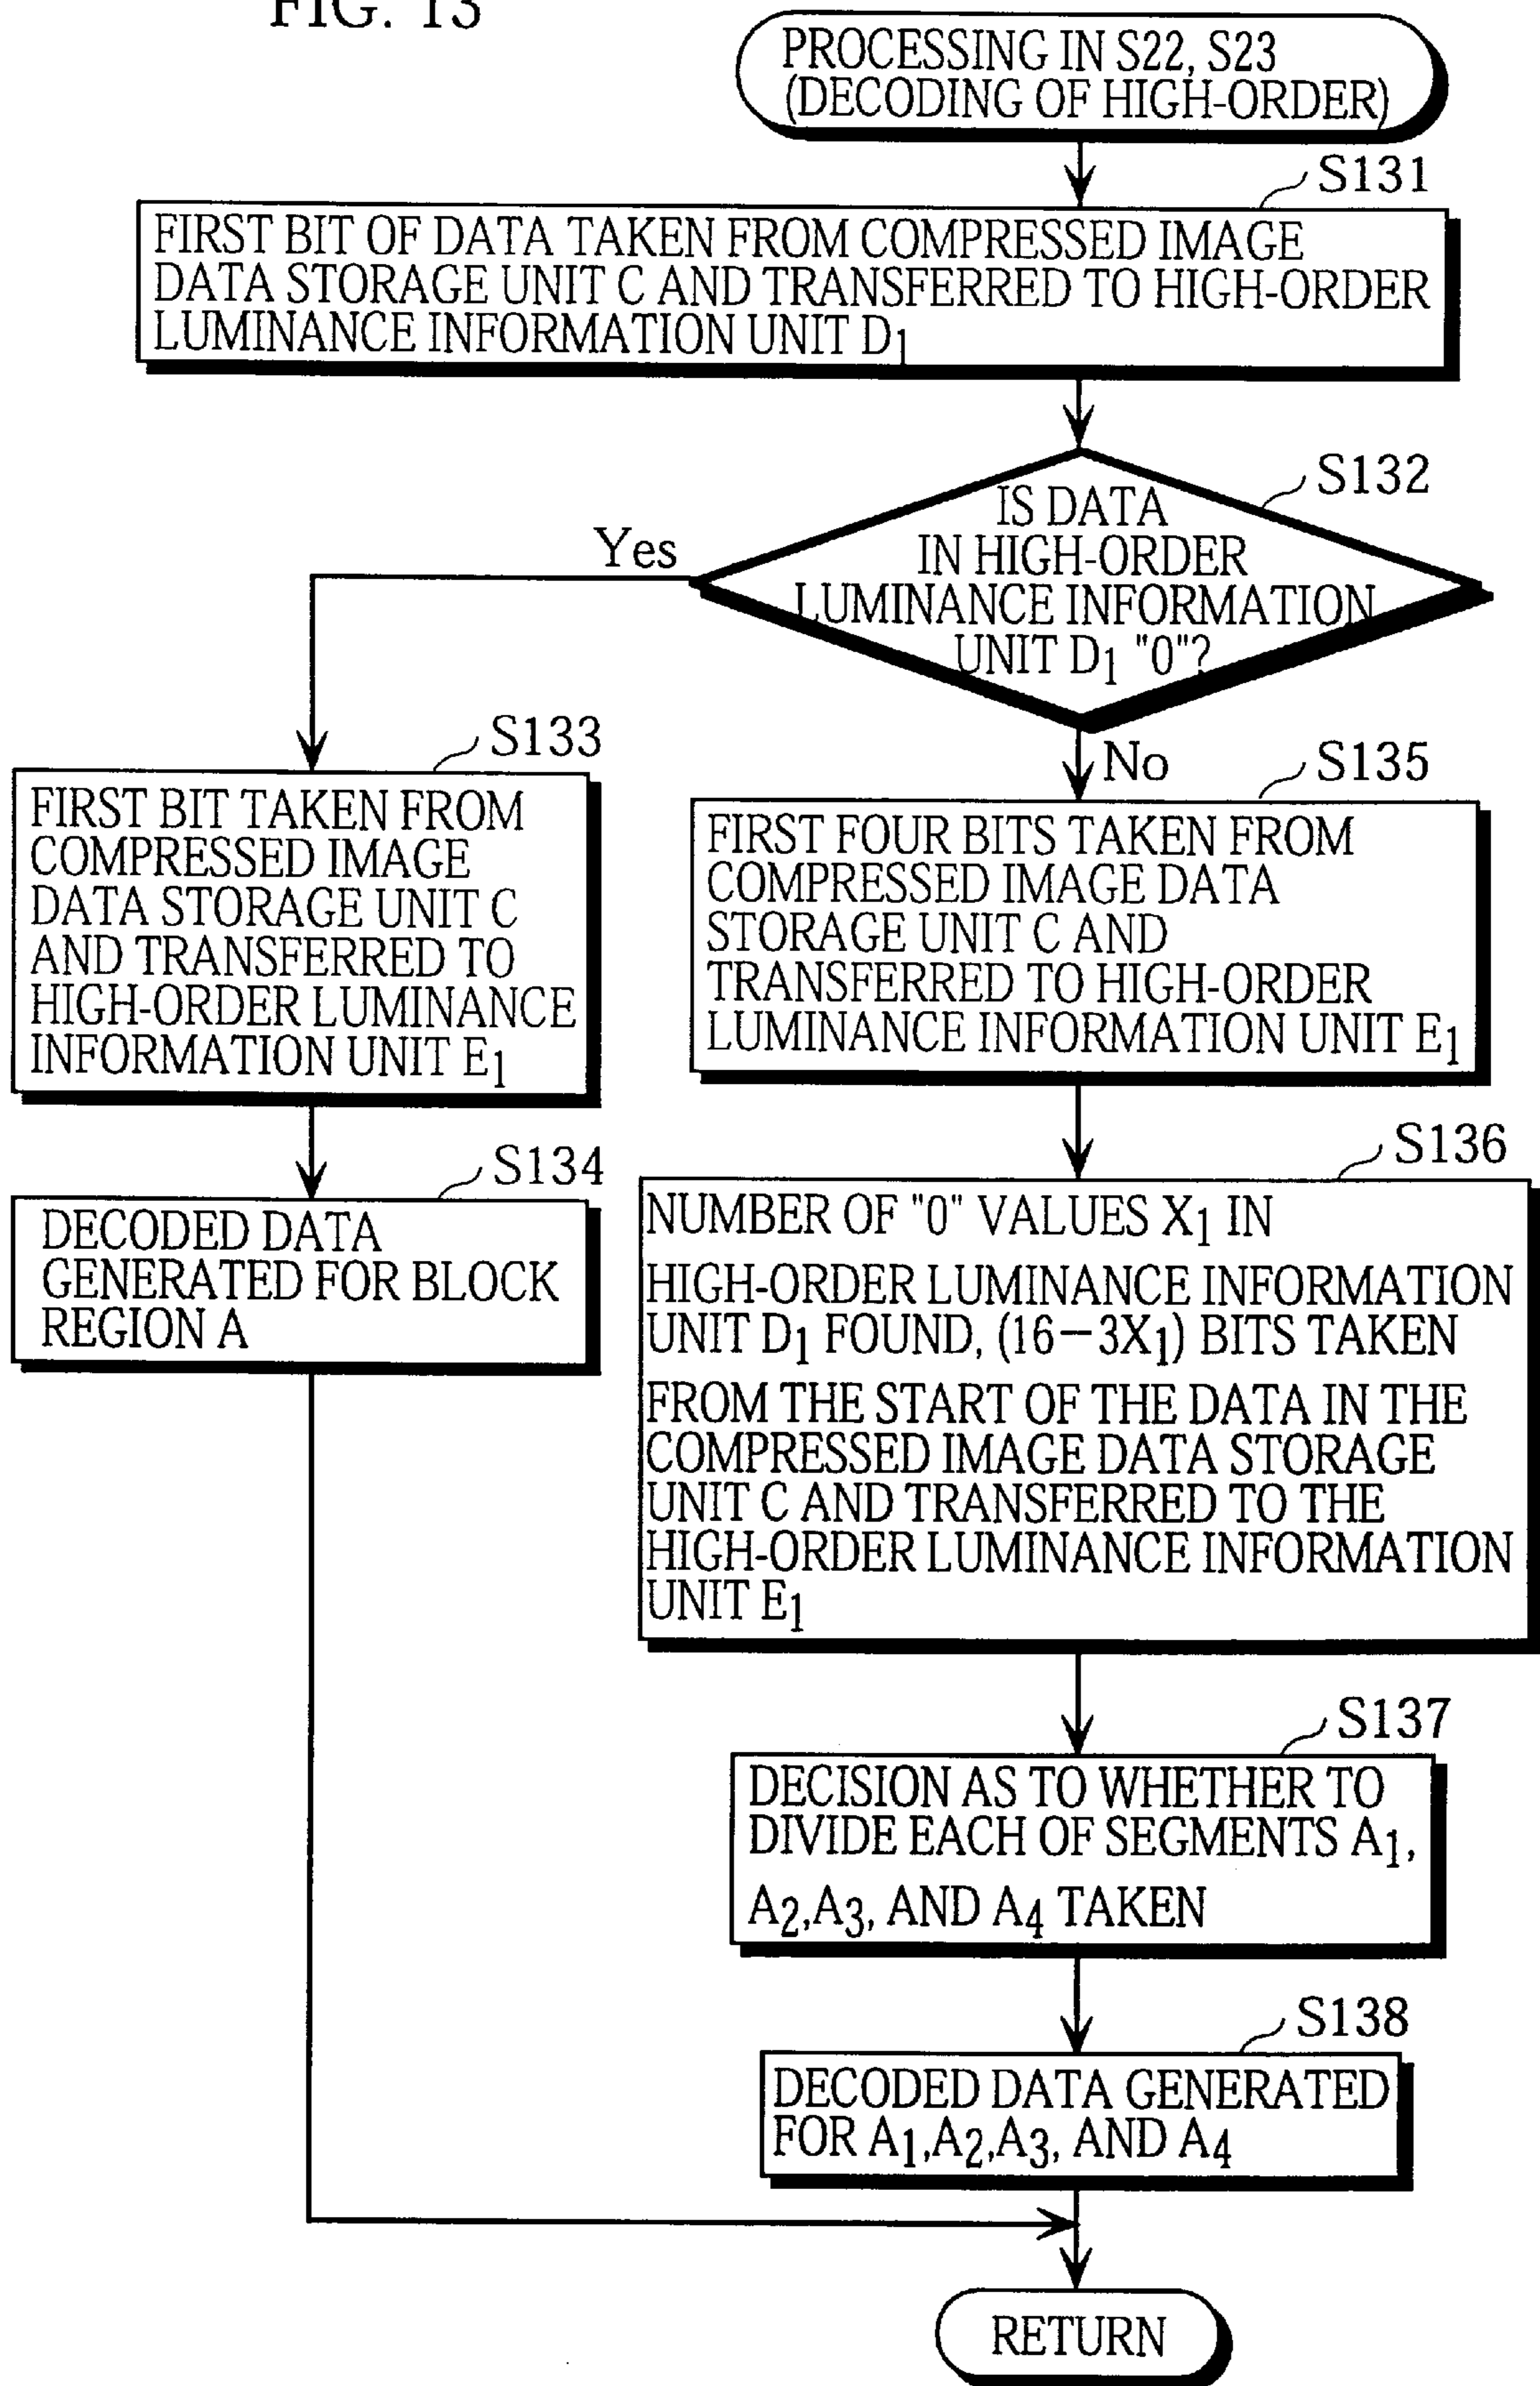 FIG. 13
PROCESSING IN S22, S23
(DECODING OF HIGH-ORDER)
S131
FIRST BIT OF DATA TAKEN FROM COMPRESSED IMAGE
DATA STORAGE UNIT C AND TRANSFERRED TO HIGH-ORDER
LUMINANCE INFORMATION UNIT D1
S132
IS DATA
IN HIGH-ORDER
LUMINANCE INFORMATION
UNIT D1 "0"?
Yes
No
S133
FIRST BIT TAKEN FROM
COMPRESSED IMAGE
DATA STORAGE UNIT C
AND TRANSFERRED TO
HIGH-ORDER LUMINANCE
INFORMATION UNIT E1
S134
DECODED DATA
GENERATED FOR BLOCK
REGION A
S135
FIRST FOUR BITS TAKEN FROM
COMPRESSED IMAGE DATA
STORAGE UNIT C AND
TRANSFERRED TO HIGH-ORDER
LUMINANCE INFORMATION UNIT E1
S136
NUMBER OF "0" VALUES X1 IN
HIGH-ORDER LUMINANCE INFORMATION
UNIT D1 FOUND, (16－3X1) BITS TAKEN
FROM THE START OF THE DATA IN THE
COMPRESSED IMAGE DATA STORAGE
UNIT C AND TRANSFERRED TO THE
HIGH-ORDER LUMINANCE INFORMATION
UNIT E1
S137
DECISION AS TO WHETHER TO
DIVIDE EACH OF SEGMENTS A1,
A2,A3, AND A4 TAKEN
S138
DECODED DATA GENERATED
FOR A1,A2,A3, AND A4
RETURN